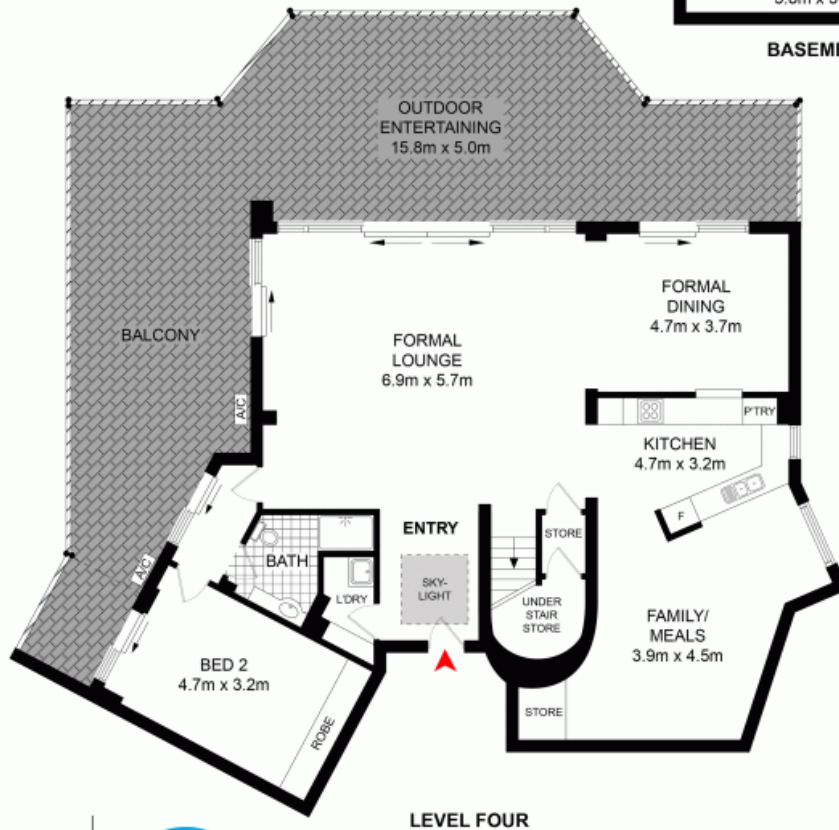 BASEM
OUTDOOR
ENTERTAINING
15.8m x 5.0m
FORMAL
DINING
4.7m x 3.7m
BALCONY
FORMAL
LOUNGE
6.9m x 5.7m
A/C
P'TRY
KITCHEN
4.7m x 3.2m
F
ENTRY
STORE
BATH
A/C
SKY-
LIGHT
L'DRY
UNDER
STAIR
STORE
FAMILY/
MEALS
3.9m x 4.5m
BED 2
4.7m x 3.2m
STORE
ROBE
LEVEL FOUR